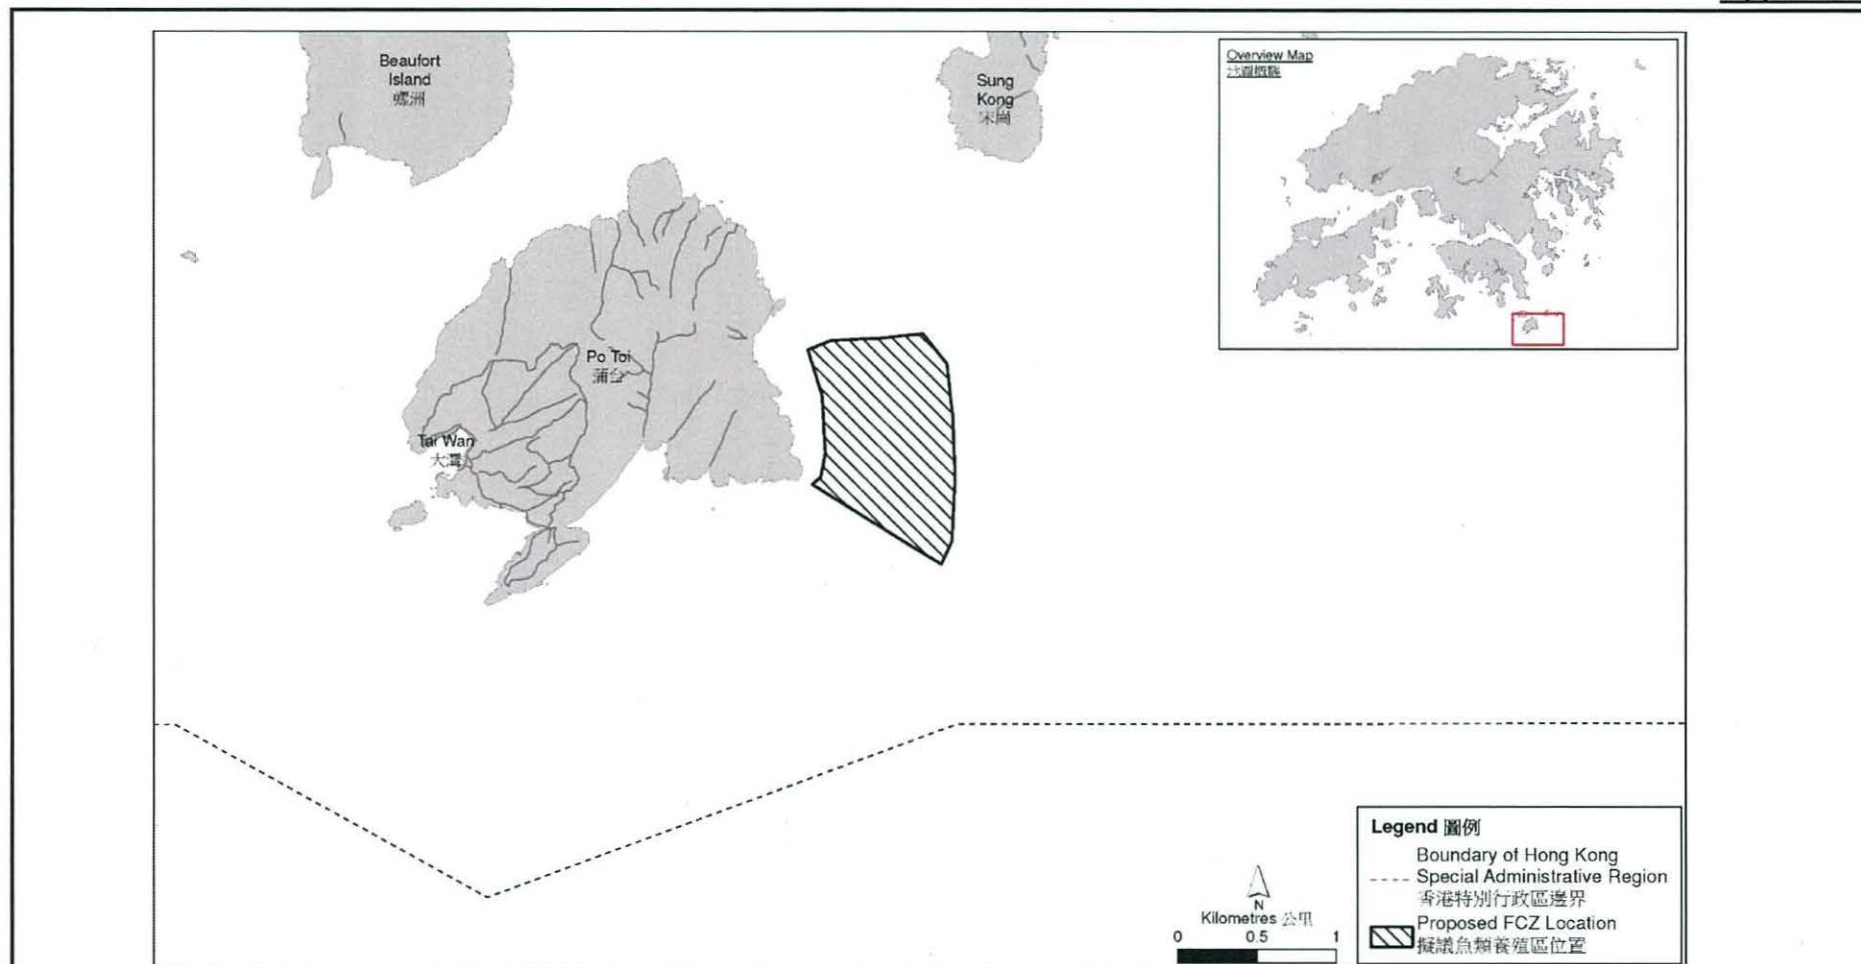 Beaufort
Island
螺洲
Sung
Kong
宋崗
Overview Map
Po Toi
蒲台
Tai Wan
大灣
Legend 圖例
Boundary of Hong Kong
Special Administrative Region
香港特別行政區邊界
Proposed FCZ Location
擬議魚類養殖區位置
N
Kilometres 公里
0 0.5 1